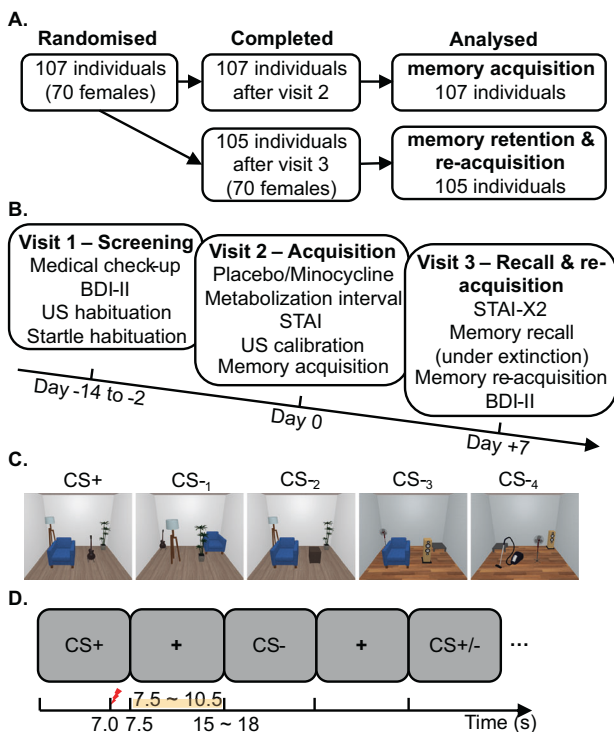 A.
Randomised Completed Analysed
107 individuals
(70 females)
107 individuals
after visit 2
memory acquisition
107 individuals
105 individuals
after visit 3
(70 females)
memory retention &
re-acquisition
105 individuals
B.
Visit 1 – Screening
Medical check-up
BDI-II
US habituation
Startle habituation
Visit 2 – Acquisition
Placebo/Minocycline
Metabolization interval
STAI
US calibration
Memory acquisition
Visit 3 – Recall & re-
acquisition
STAI-X2
Memory recall
(under extinction)
Memory re-acquisition
BDI-II
Day -14 to -2
Day 0
Day +7
C.
CS+ CS-1 CS-2 CS-3 CS-4
D.
CS+ + CS- + CS+/- ...
7.5 ~ 10.5
7.0 7.5 15 ~ 18 Time (s)